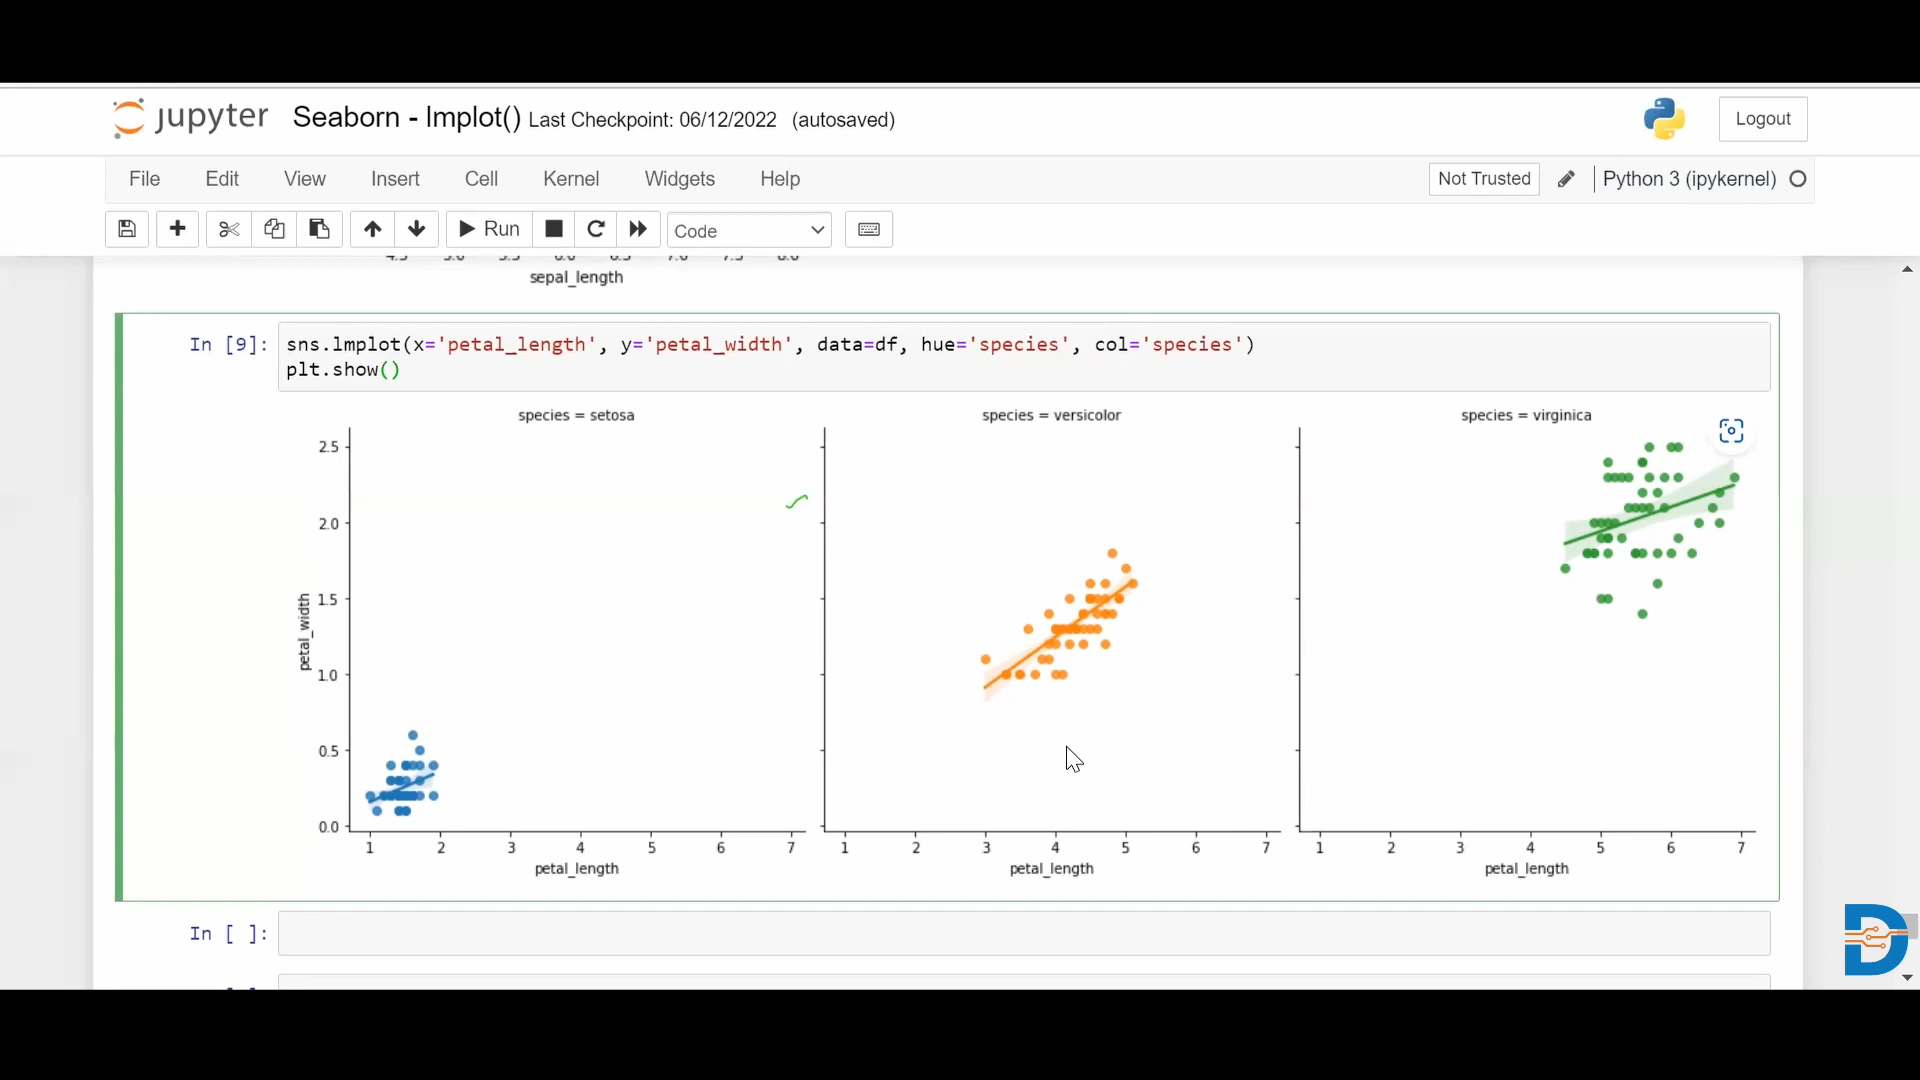 jupyter Seaborn - lmplot() Last Checkpoint: 06/12/2022 (autosaved)
Logout
File Edit View Insert Cell Kernel Widgets Help
Not Trusted Python 3 (ipykernel)
Run Code
sepal_length
In [9]: sns.lmplot(x='petal_length', y='petal_width', data=df, hue='species', col='species')
plt.show()
species = setosa species = versicolor species = virginica
2.5
2.0
1.5
1.0
0.5
0.0
petal_width
1 2 3 4 5 6 7 1 2 3 4 5 6 7 1 2 3 4 5 6 7
petal_length petal_length petal_length
In [ ]: